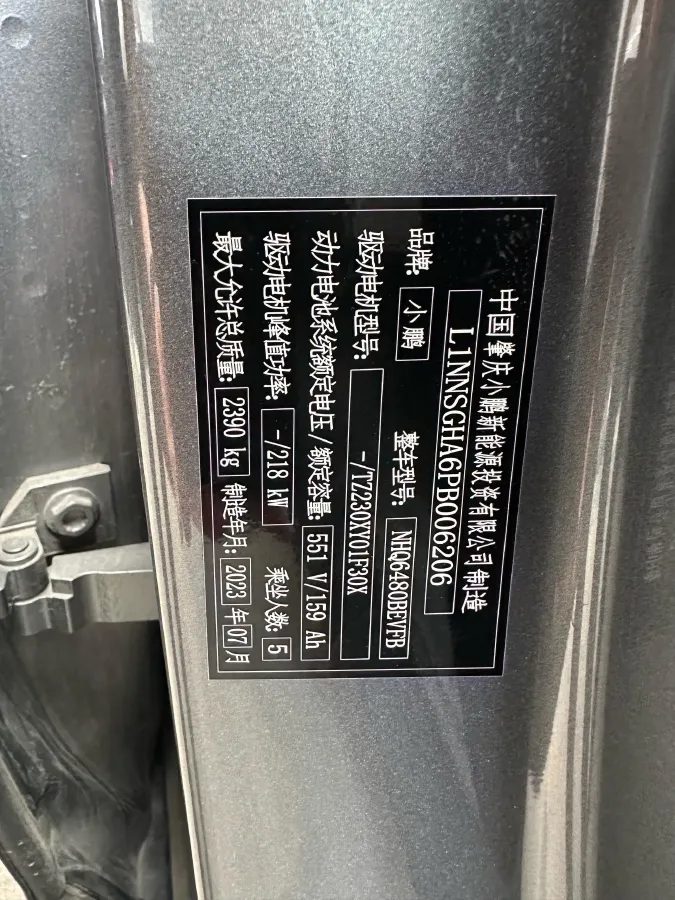 中国肇庆小鹏新能源投资有限公司制造
L1NNSGHA6PB006206
品牌: 小鹏 整车型号: NHQ6480BEVFB
驱动电机型号: -/TZ230XY01F30X
动力电池系统额定电压/额定容量: 551 V/159 Ah
驱动电机峰值功率: -/218 kW 乘坐人数: 5
最大允许总质量: 2390 kg 制造年月: 2023 年 07 月